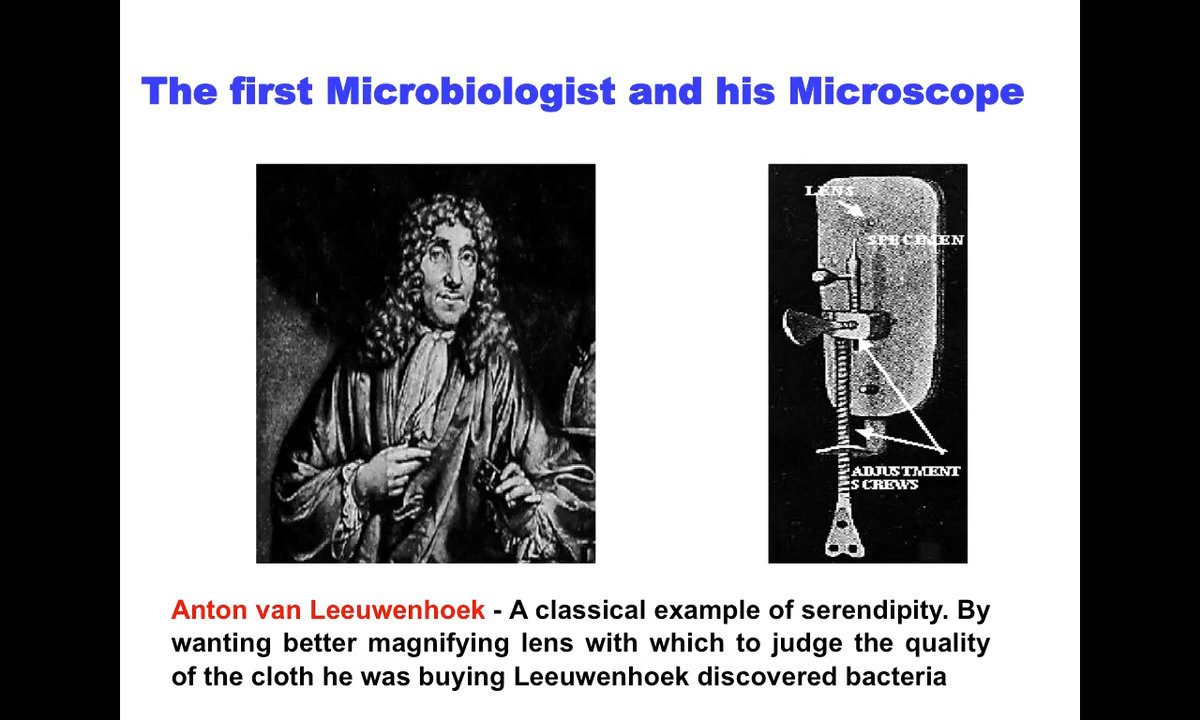 The first Microbiologist and his Microscope
LENS
SPECIMEN
ADJUSTMENT
SCREWS
Anton van Leeuwenhoek - A classical example of serendipity. By
wanting better magnifying lens with which to judge the quality
of the cloth he was buying Leeuwenhoek discovered bacteria